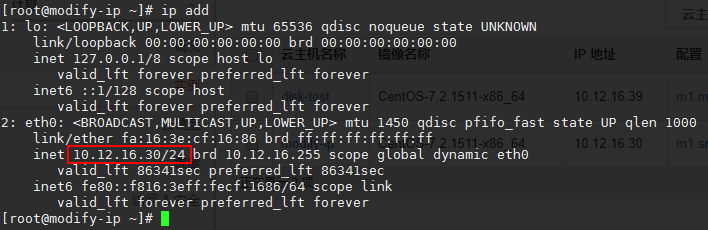 [root@modify-ip ~]# ip add
1: lo: <LOOPBACK,UP,LOWER_UP> mtu 65536 qdisc noqueue state UNKNOWN
link/loopback 00:00:00:00:00:00 brd 00:00:00:00:00:00
inet 127.0.0.1/8 scope host lo
valid_lft forever preferred_lft forever
inet6 ::1/128 scope host
valid_lft forever preferred_lft forever
2: eth0: <BROADCAST,MULTICAST,UP,LOWER_UP> mtu 1450 qdisc pfifo_fast state UP qlen 1000
link/ether fa:16:3e:cf:16:86 brd ff:ff:ff:ff:ff:ff
inet 10.12.16.30/24 brd 10.12.16.255 scope global dynamic eth0
valid_lft 86341sec preferred_lft 86341sec
inet6 fe80::f816:3eff:fecf:1686/64 scope link
valid_lft forever preferred_lft forever
[root@modify-ip ~]#
云主
云主机名称 镜像名称 IP 地址 配置
disk-test CentOS-7.2.1511-x86_64 10.12.16.39 m1.
CentOS-7.2.1511-x86_64 10.12.16.30 m1.